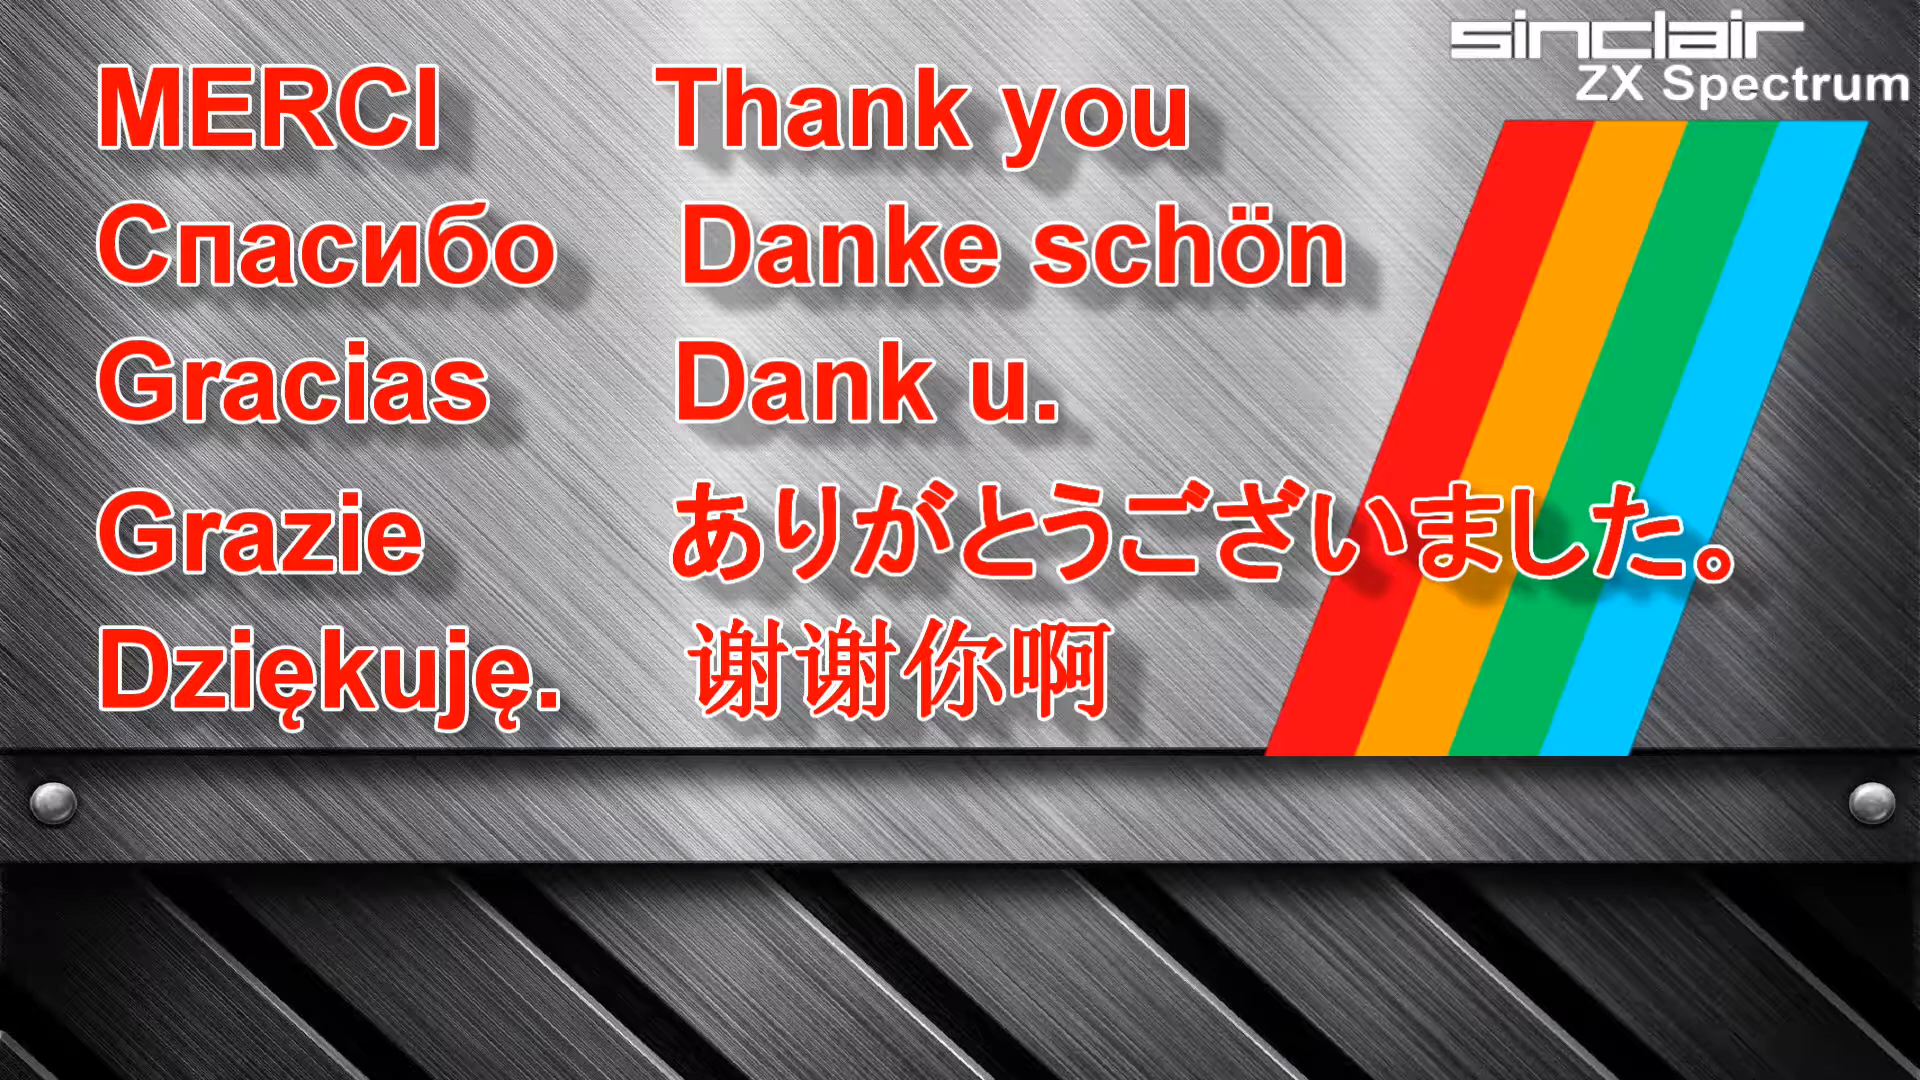 sinclair
ZX Spectrum
MERCI Thank you
Спасибо Danke schön
Gracias Dank u.
Grazie ありがとうございました。
Dziękuję. 谢谢你啊